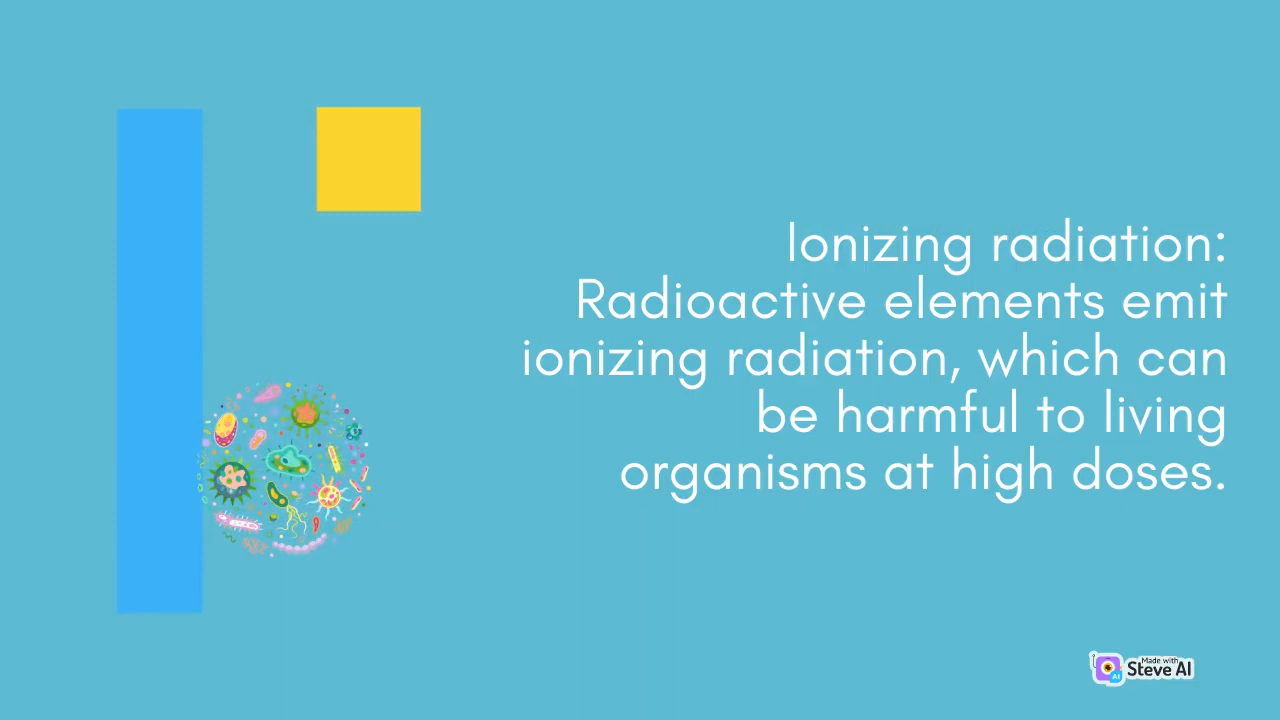 Ionizing radiation:
Radioactive elements emit
ionizing radiation, which can
be harmful to living
organisms at high doses.
Made with
Steve AI
AI